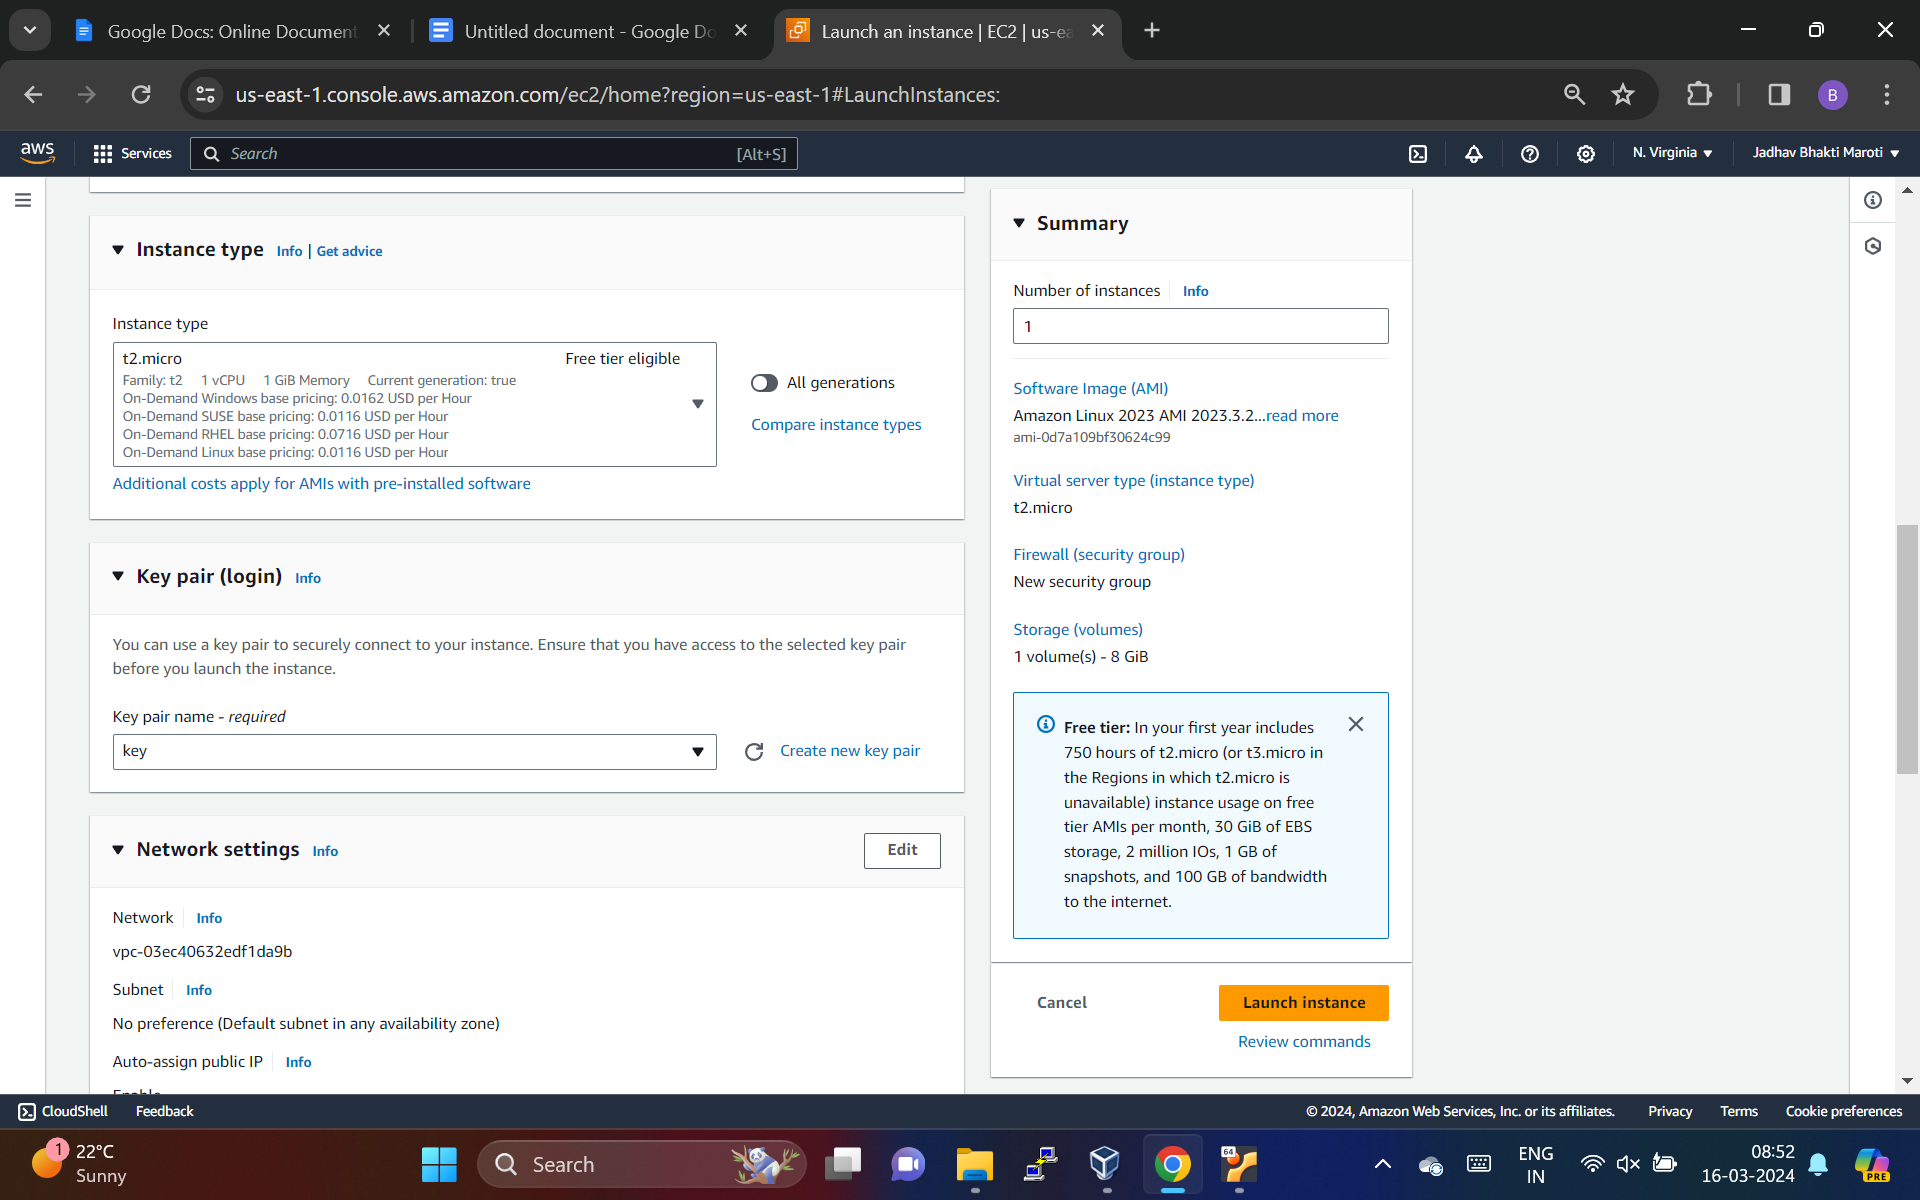 Google Docs: Online Document
Untitled document - Google Do
Launch an instance | EC2 | us-ea
us-east-1.console.aws.amazon.com/ec2/home?region=us-east-1#LaunchInstances:
B
aws
Services
Search
[Alt+S]
N. Virginia
Jadhav Bhakti Maroti
Instance type
Info | Get advice
Instance type
t2.micro
Free tier eligible
Family: t2 1 vCPU 1 GiB Memory Current generation: true
On-Demand Windows base pricing: 0.0162 USD per Hour
On-Demand SUSE base pricing: 0.0116 USD per Hour
On-Demand RHEL base pricing: 0.0716 USD per Hour
On-Demand Linux base pricing: 0.0116 USD per Hour
All generations
Compare instance types
Additional costs apply for AMIs with pre-installed software
Key pair (login)
Info
You can use a key pair to securely connect to your instance. Ensure that you have access to the selected key pair
before you launch the instance.
Key pair name - required
key
Create new key pair
Network settings
Info
Edit
Network
Info
vpc-03ec40632edf1da9b
Subnet
Info
No preference (Default subnet in any availability zone)
Auto-assign public IP
Info
Enable
Summary
Number of instances
Info
1
Software Image (AMI)
Amazon Linux 2023 AMI 2023.3.2...read more
ami-0d7a109bf30624c99
Virtual server type (instance type)
t2.micro
Firewall (security group)
New security group
Storage (volumes)
1 volume(s) - 8 GiB
Free tier: In your first year includes
750 hours of t2.micro (or t3.micro in
the Regions in which t2.micro is
unavailable) instance usage on free
tier AMIs per month, 30 GiB of EBS
storage, 2 million IOs, 1 GB of
snapshots, and 100 GB of bandwidth
to the internet.
Cancel
Launch instance
Review commands
CloudShell
Feedback
© 2024, Amazon Web Services, Inc. or its affiliates.
Privacy
Terms
Cookie preferences
1
22°C
Sunny
Search
64
ENG
IN
08:52
16-03-2024
PRE